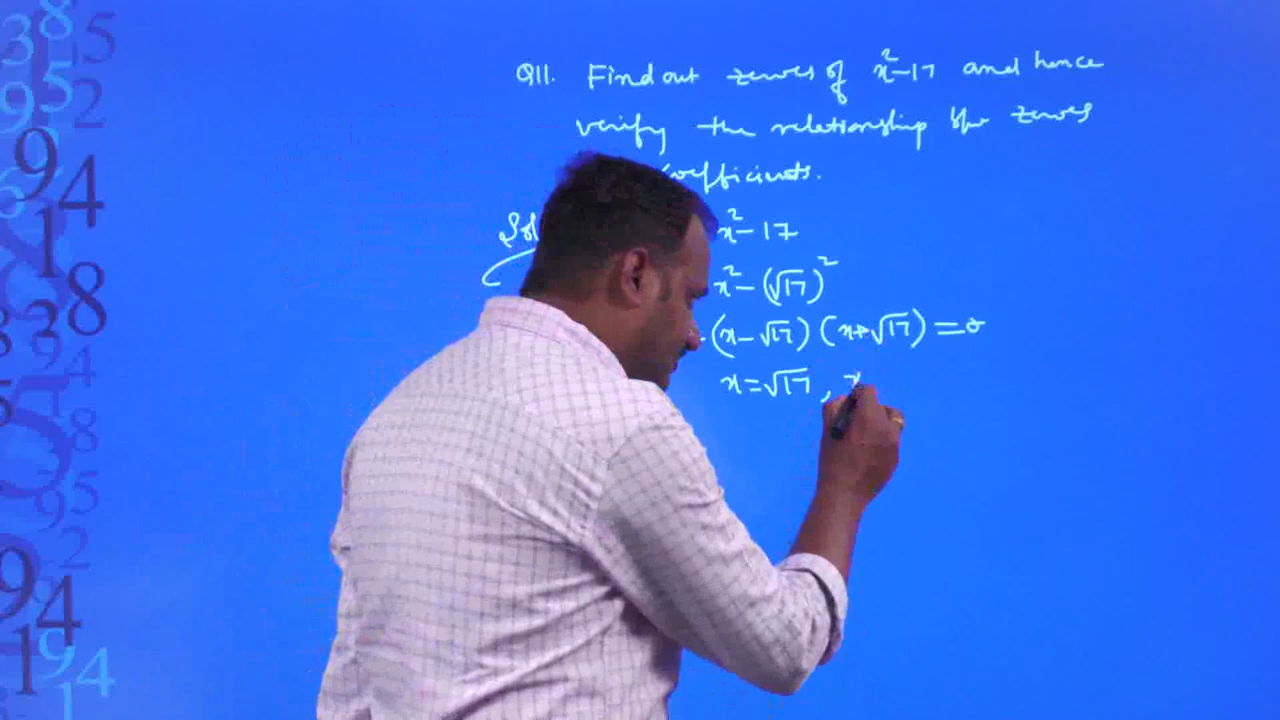 Q11. Find out zeroes of x²-17 and hence
verify the relationship b/w zeroes
coefficients.
Sol
x² - 17
x² - (√17)²
(x - √17) (x + √17) = 0
x = √17 , x